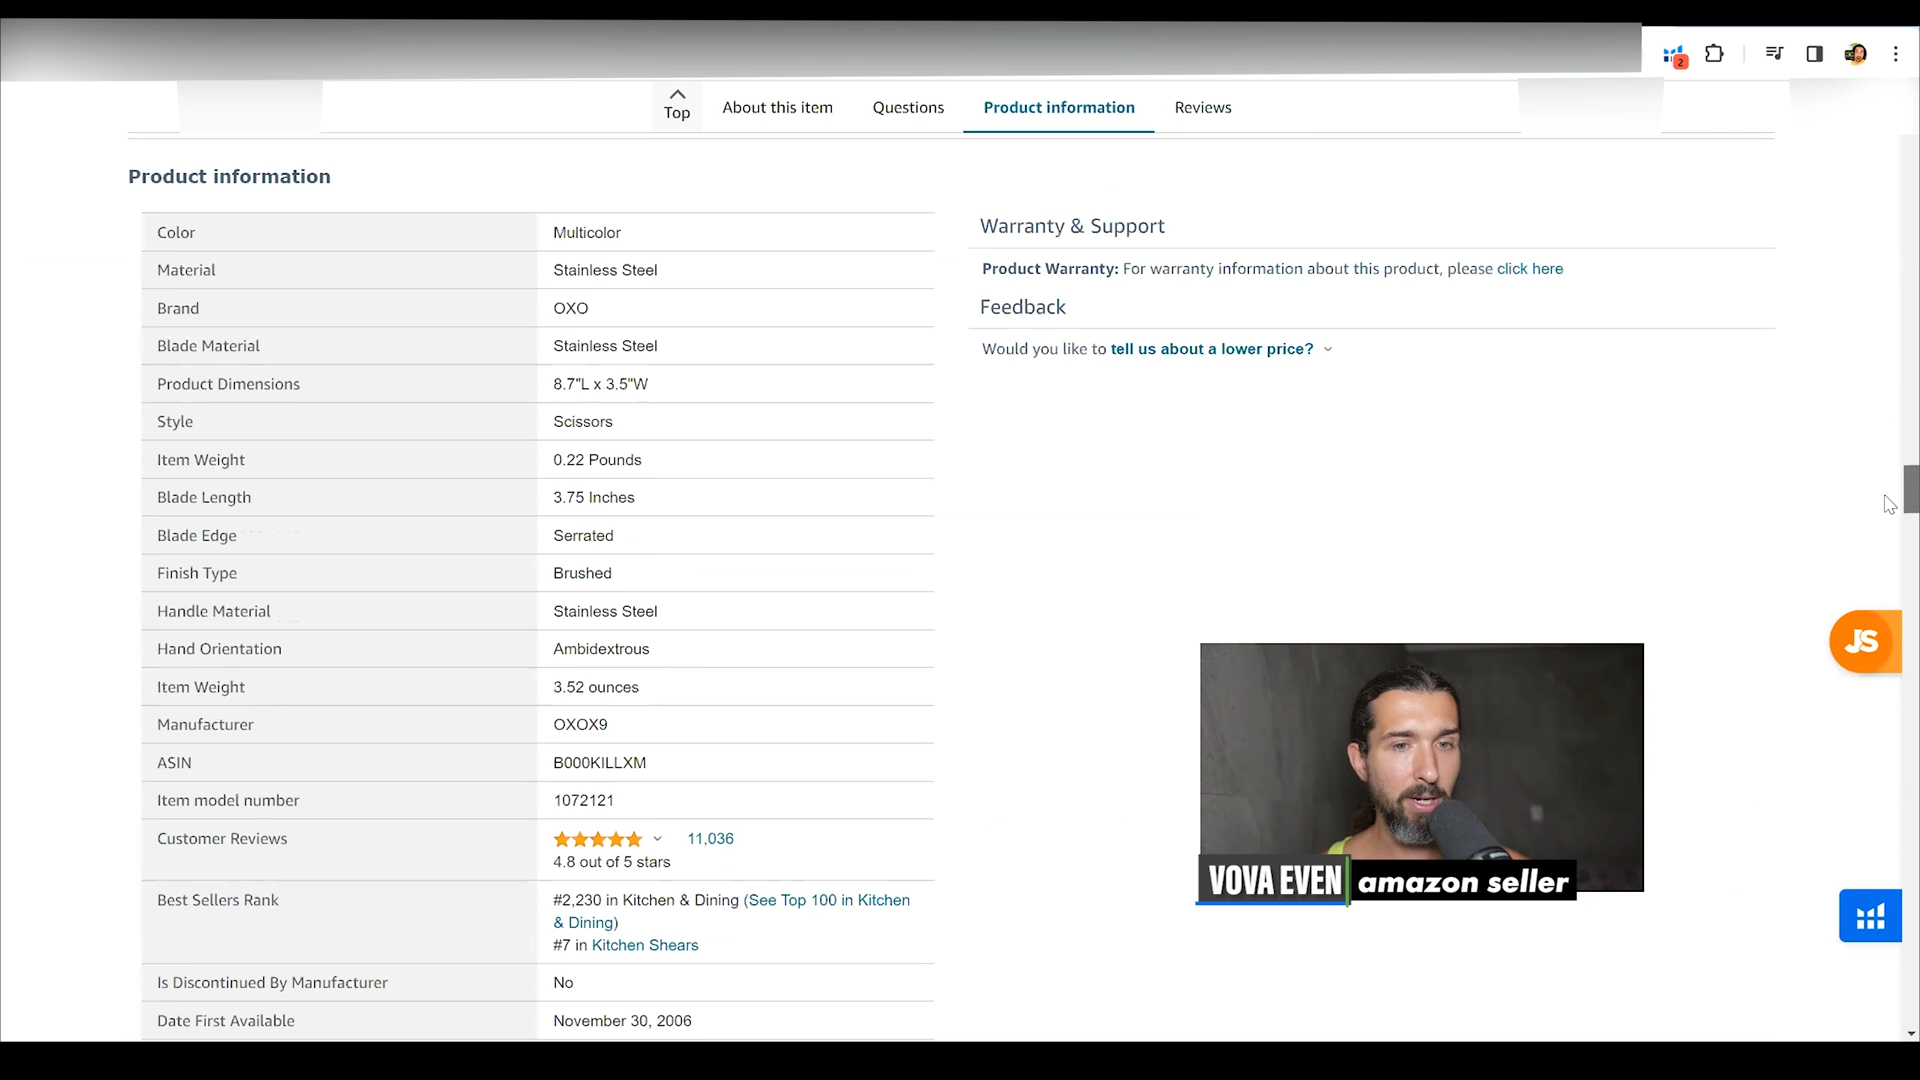 2
Top
About this item
Questions
Product information
Reviews
Product information
Color Multicolor
Material Stainless Steel
Brand OXO
Blade Material Stainless Steel
Product Dimensions 8.7"L x 3.5"W
Style Scissors
Item Weight 0.22 Pounds
Blade Length 3.75 Inches
Blade Edge Serrated
Finish Type Brushed
Handle Material Stainless Steel
Hand Orientation Ambidextrous
Item Weight 3.52 ounces
Manufacturer OXOX9
ASIN B000KILLXM
Item model number 1072121
Customer Reviews 11,036
4.8 out of 5 stars
Best Sellers Rank #2,230 in Kitchen & Dining (See Top 100 in Kitchen
& Dining)
#7 in Kitchen Shears
Is Discontinued By Manufacturer No
Date First Available November 30, 2006
Warranty & Support
Product Warranty: For warranty information about this product, please click here
Feedback
Would you like to tell us about a lower price?
JS
VOVA EVEN amazon seller